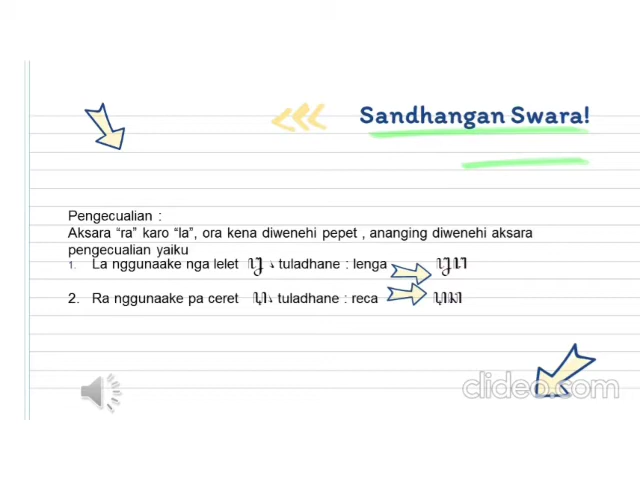 Sandhangan Swara!
Pengecualian :
Aksara “ra” karo “la”, ora kena diwenehi pepet , ananging diwenehi aksara
pengecualian yaiku
1. La nggunaake nga lelet ꦊ , tuladhane : lenga ꦊꦔ
2. Ra nggunaake pa ceret ꦉ , tuladhane : reca ꦉꦕ
clideo.com